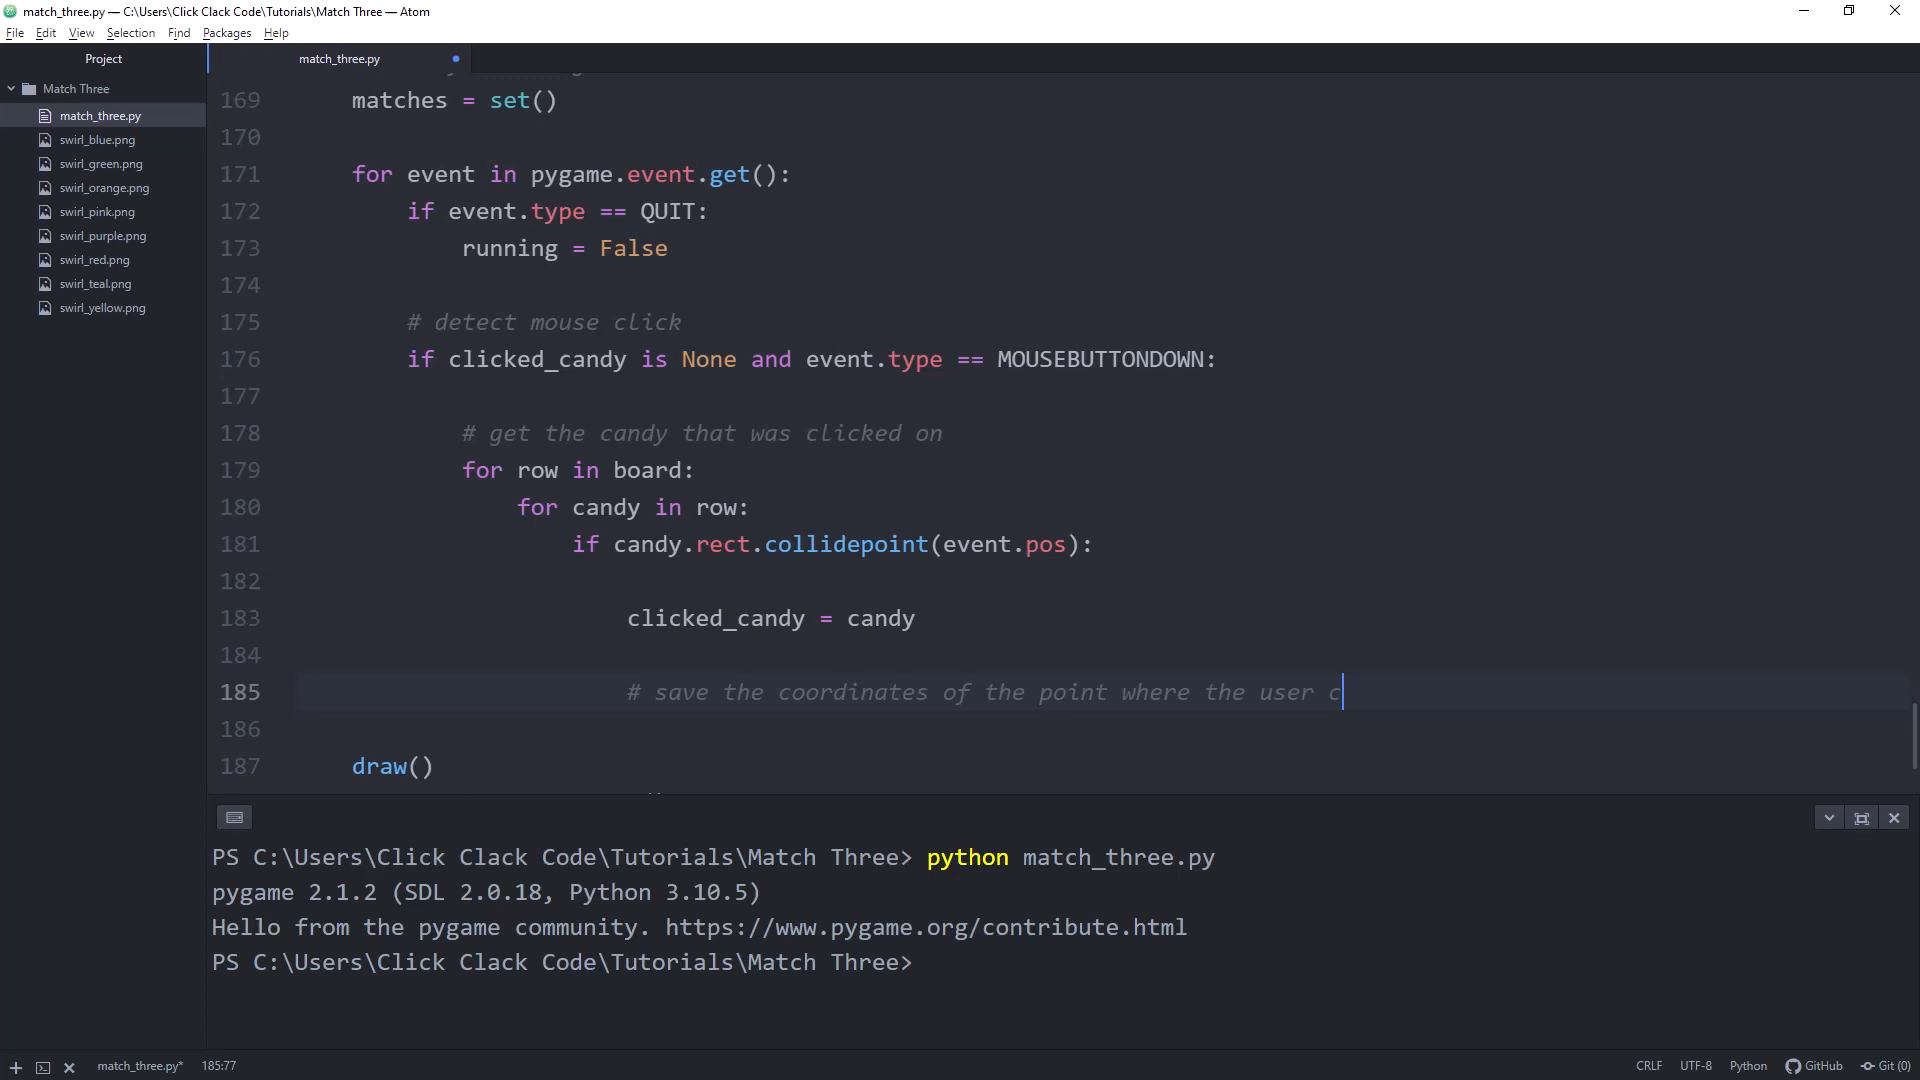 match_three.py — C:\Users\Click Clack Code\Tutorials\Match Three — Atom
File Edit View Selection Find Packages Help
Project
match_three.py
Match Three
match_three.py
swirl_blue.png
swirl_green.png
swirl_orange.png
swirl_pink.png
swirl_purple.png
swirl_red.png
swirl_teal.png
swirl_yellow.png
169 matches = set()
170
171 for event in pygame.event.get():
172 if event.type == QUIT:
173 running = False
174
175 # detect mouse click
176 if clicked_candy is None and event.type == MOUSEBUTTONDOWN:
177
178 # get the candy that was clicked on
179 for row in board:
180 for candy in row:
181 if candy.rect.collidepoint(event.pos):
182
183 clicked_candy = candy
184
185 # save the coordinates of the point where the user c
186
187 draw()
PS C:\Users\Click Clack Code\Tutorials\Match Three> python match_three.py
pygame 2.1.2 (SDL 2.0.18, Python 3.10.5)
Hello from the pygame community. https://www.pygame.org/contribute.html
PS C:\Users\Click Clack Code\Tutorials\Match Three>
match_three.py* 185:77 CRLF UTF-8 Python GitHub Git (0)